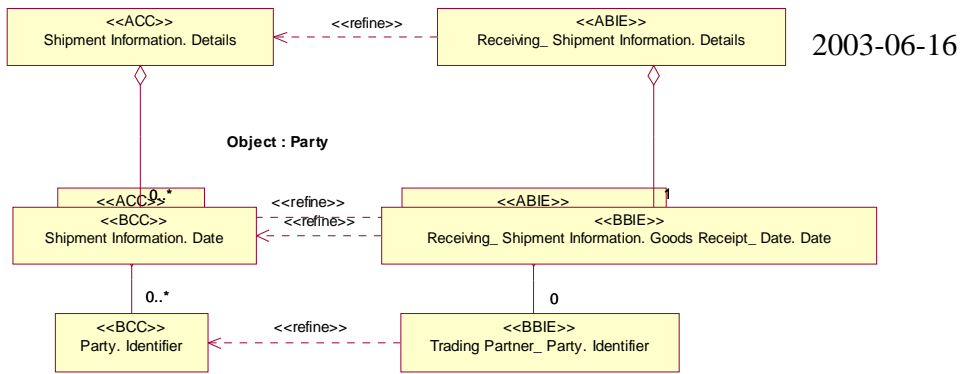 <<ACC>>
Shipment Information. Details
<<refine>>
<<ABIE>>
Receiving_ Shipment Information. Details
2003-06-16
Object : Party
<<ACC>>
0..*
<<refine>>
<<ABIE>>
1
<<BCC>>
Shipment Information. Date
<<refine>>
<<BBIE>>
Receiving_ Shipment Information. Goods Receipt_ Date. Date
0..*
0
<<BCC>>
Party. Identifier
<<refine>>
<<BBIE>>
Trading Partner_ Party. Identifier